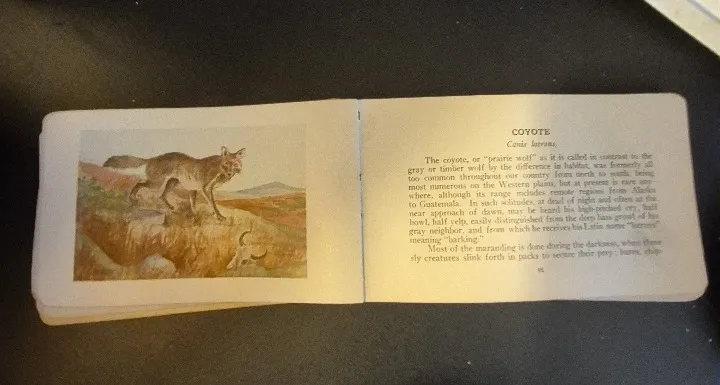 COYOTE
Canis latrans.
The coyote, or "prairie wolf" as it is called in contrast to the
gray or timber wolf by the difference in habitat, was formerly all
too common throughout our country from north to south, being
most numerous on the Western plains, but at present is rare any-
where, although its range includes remote regions from Alaska
to Guatemala. In such solitudes, at dead of night and often at the
near approach of dawn, may be heard his high-pitched cry, half
howl, half yelp, easily distinguished from the deep bass growl of his
gray neighbor, and from which he receives his Latin name "latrans"
meaning "barking."
Most of the marauding is done during the darkness, when these
sly creatures slink forth in packs to secure their prey; hares, chip-